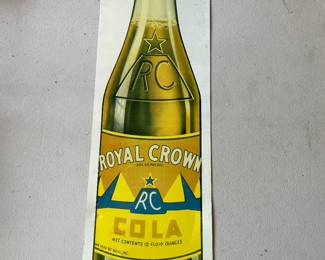 RC
ROYAL CROWN
RC
COLA
NET CONTENTS 12 FLUID OUNCES